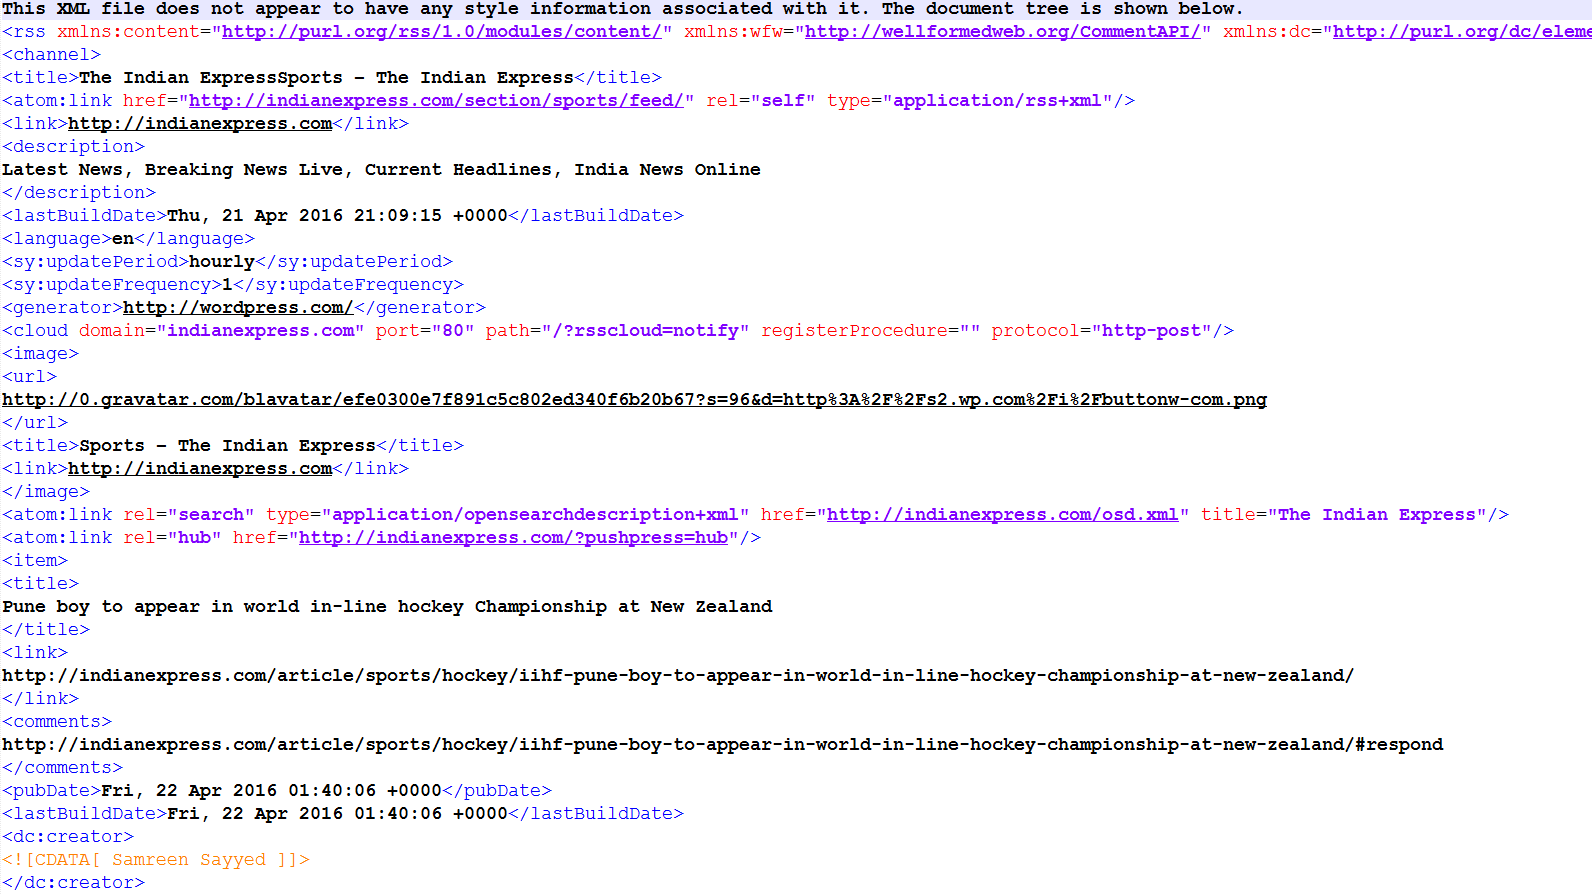 This XML file does not appear to have any style information associated with it. The document tree is shown below.
<rss xmlns:content="http://purl.org/rss/1.0/modules/content/" xmlns:wfw="http://wellformedweb.org/CommentAPI/" xmlns:dc="http://purl.org/dc/eleme
<channel>
<title>The Indian ExpressSports – The Indian Express</title>
<atom:link href="http://indianexpress.com/section/sports/feed/" rel="self" type="application/rss+xml"/>
<link>http://indianexpress.com</link>
<description>
Latest News, Breaking News Live, Current Headlines, India News Online
</description>
<lastBuildDate>Thu, 21 Apr 2016 21:09:15 +0000</lastBuildDate>
<language>en</language>
<sy:updatePeriod>hourly</sy:updatePeriod>
<sy:updateFrequency>1</sy:updateFrequency>
<generator>http://wordpress.com/</generator>
<cloud domain="indianexpress.com" port="80" path="/?rsscloud=notify" registerProcedure="" protocol="http-post"/>
<image>
<url>
http://0.gravatar.com/blavatar/efe0300e7f891c5c802ed340f6b20b67?s=96&d=http%3A%2F%2Fs2.wp.com%2Fi%2Fbuttonw-com.png
</url>
<title>Sports – The Indian Express</title>
<link>http://indianexpress.com</link>
</image>
<atom:link rel="search" type="application/opensearchdescription+xml" href="http://indianexpress.com/osd.xml" title="The Indian Express"/>
<atom:link rel="hub" href="http://indianexpress.com/?pushpress=hub"/>
<item>
<title>
Pune boy to appear in world in-line hockey Championship at New Zealand
</title>
<link>
http://indianexpress.com/article/sports/hockey/iihf-pune-boy-to-appear-in-world-in-line-hockey-championship-at-new-zealand/
</link>
<comments>
http://indianexpress.com/article/sports/hockey/iihf-pune-boy-to-appear-in-world-in-line-hockey-championship-at-new-zealand/#respond
</comments>
<pubDate>Fri, 22 Apr 2016 01:40:06 +0000</pubDate>
<lastBuildDate>Fri, 22 Apr 2016 01:40:06 +0000</lastBuildDate>
<dc:creator>
<![CDATA[ Samreen Sayyed ]]>
</dc:creator>